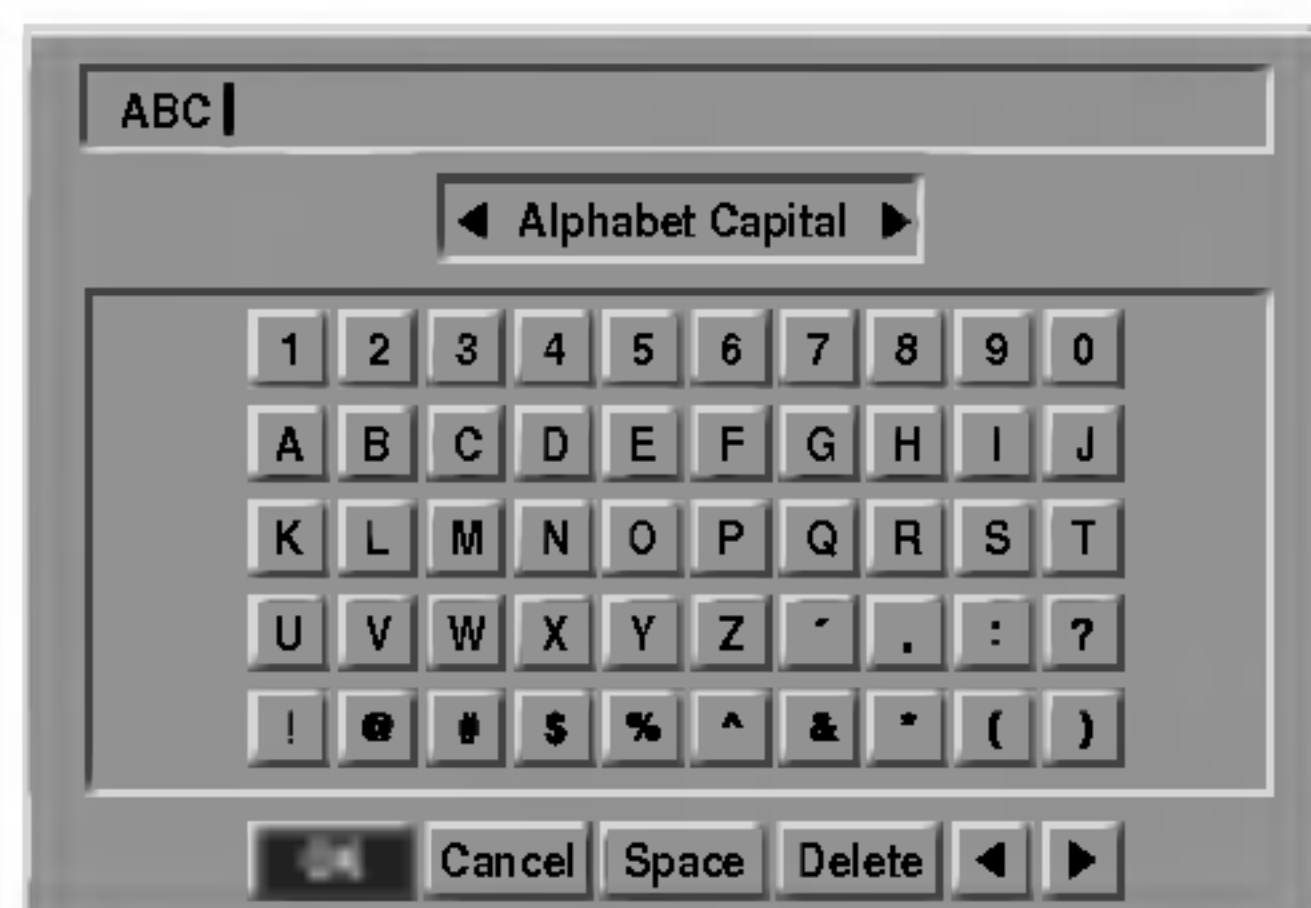 ABC
◀ Alphabet Capital ▶
1 2 3 4 5 6 7 8 9 0
A B C D E F G H I J
K L M N O P Q R S T
U V W X Y Z ´ . : ?
! @ # $ % ^ & * ( )
Cancel Space Delete ◀ ▶